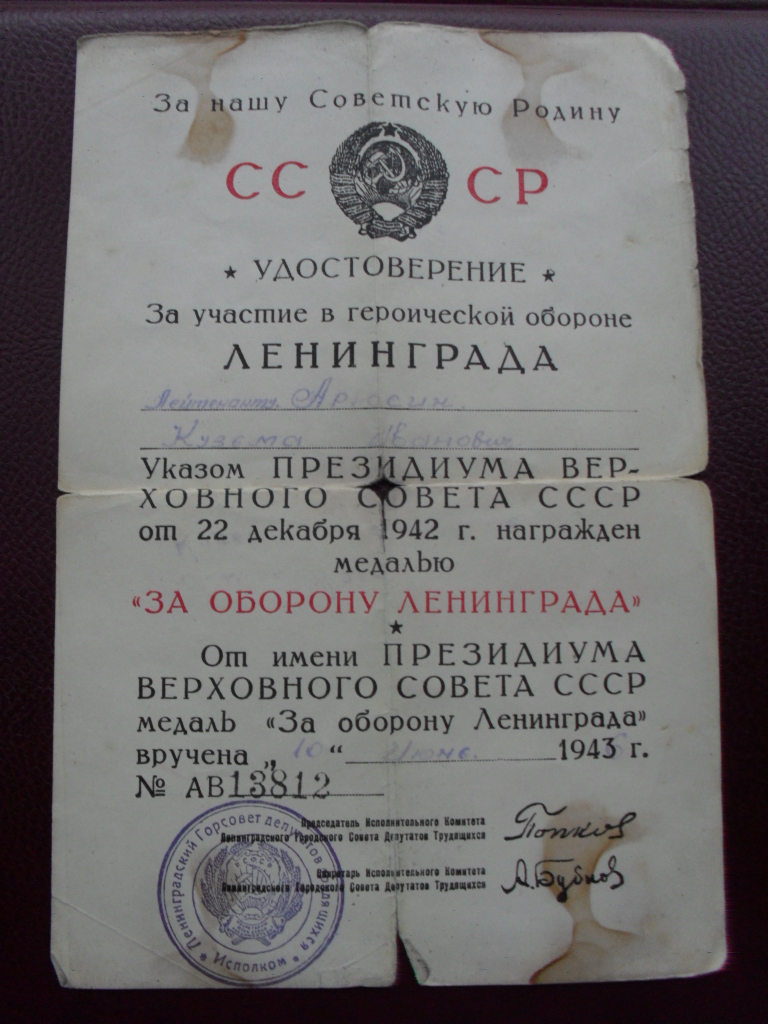 За нашу Советскую Родину
СС СР
★ УДОСТОВЕРЕНИЕ ★
За участие в героической обороне
ЛЕНИНГРАДА
Лейтенанту Арюсин
Кузьма Иванович.
Указом ПРЕЗИДИУМА ВЕР-
ХОВНОГО СОВЕТА СССР
от 22 декабря 1942 г. награжден
медалью
«ЗА ОБОРОНУ ЛЕНИНГРАДА»
★
От имени ПРЕЗИДИУМА
ВЕРХОВНОГО СОВЕТА СССР
медаль «За оборону Ленинграда»
вручена „10“ Июнь. 1943 г.
№ АВ13812
Председатель Исполнительного Комитета
Ленинградского Городского Совета Депутатов Трудящихся
Попков
Секретарь Исполнительного Комитета
Ленинградского Городского Совета Депутатов Трудящихся
А.Бубнов
Ленинградский Горсовет депутатов трудящихся
Исполком